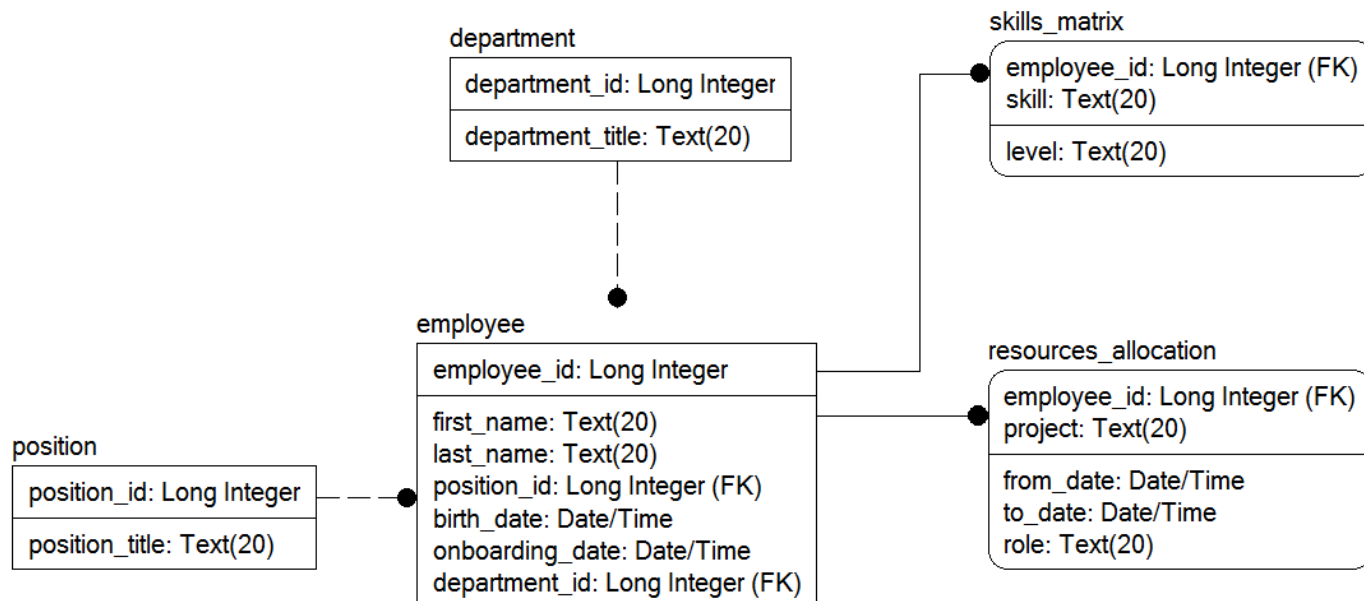 department
department_id: Long Integer
department_title: Text(20)
skills_matrix
employee_id: Long Integer (FK)
skill: Text(20)
level: Text(20)
employee
employee_id: Long Integer
first_name: Text(20)
last_name: Text(20)
position_id: Long Integer (FK)
birth_date: Date/Time
onboarding_date: Date/Time
department_id: Long Integer (FK)
resources_allocation
employee_id: Long Integer (FK)
project: Text(20)
from_date: Date/Time
to_date: Date/Time
role: Text(20)
position
position_id: Long Integer
position_title: Text(20)